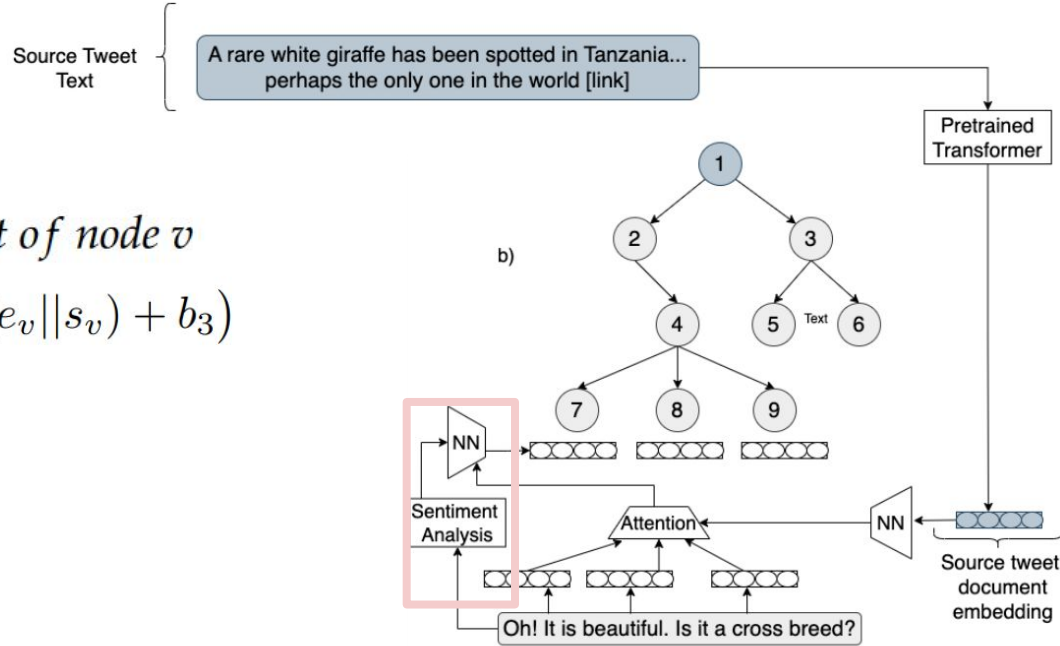 Source Tweet
Text
A rare white giraffe has been spotted in Tanzania...
perhaps the only one in the world [link]
Pretrained
Transformer
1
of node v
2
3
b)
e_v||s_v) + b_3)
4
5
Text
6
7
8
9
NN
Sentiment
Analysis
Attention
NN
Source tweet
document
embedding
Oh! It is beautiful. Is it a cross breed?